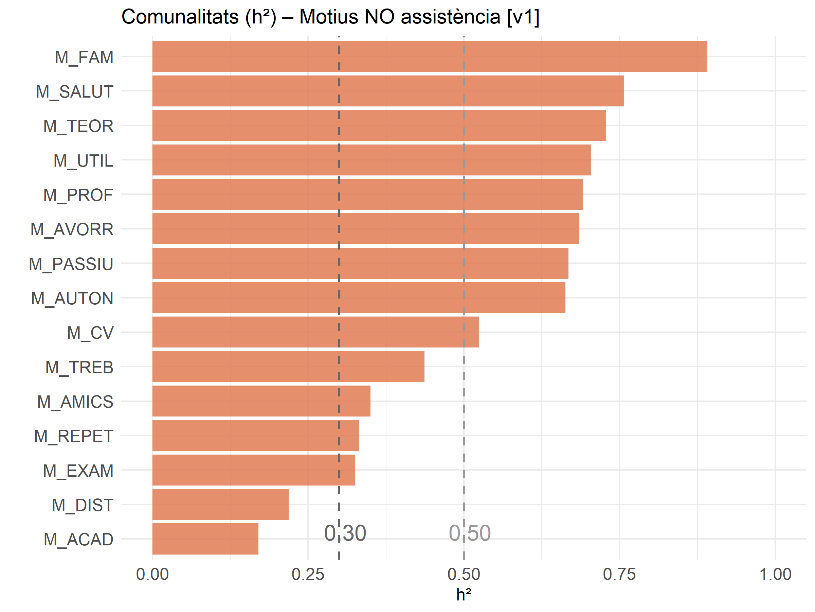 Comunalitats (h²) – Motius NO assistència [v1]
M_FAM
M_SALUT
M_TEOR
M_UTIL
M_PROF
M_AVORR
M_PASSIU
M_AUTON
M_CV
M_TREB
M_AMICS
M_REPET
M_EXAM
M_DIST
M_ACAD
0.30 0.50
0.00 0.25 0.50 0.75 1.00
h²